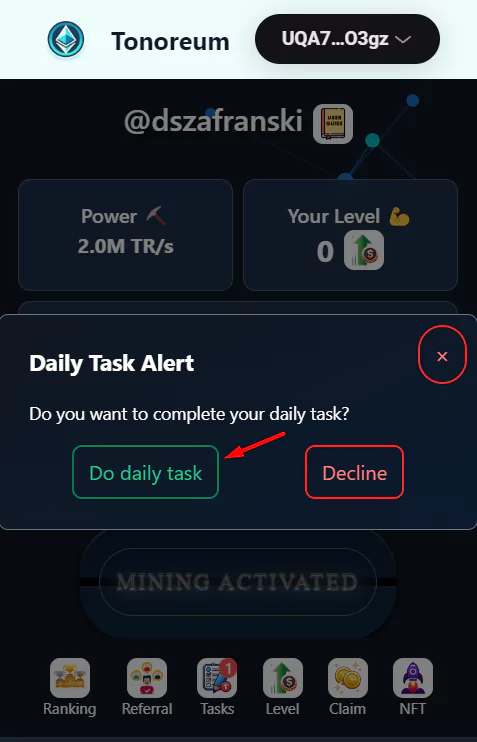 Tonoreum
UQA7...O3gz
@dszafranski
USER GUIDE
Power
2.0M TR/s
Your Level
0
Daily Task Alert
×
Do you want to complete your daily task?
Do daily task
Decline
MINING ACTIVATED
1
Ranking
Referral
Tasks
Level
Claim
NFT